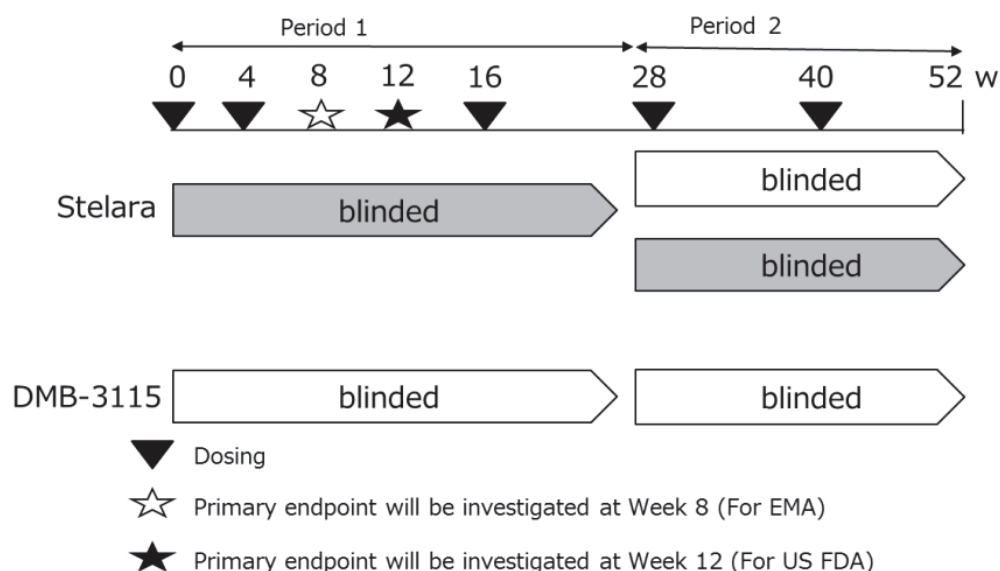 Period 1
Period 2
0 4 8 12 16 28 40 52 w
blinded
Stelara
blinded
blinded
DMB-3115
blinded
blinded
Dosing
Primary endpoint will be investigated at Week 8 (For EMA)
Primary endpoint will be investigated at Week 12 (For US FDA)